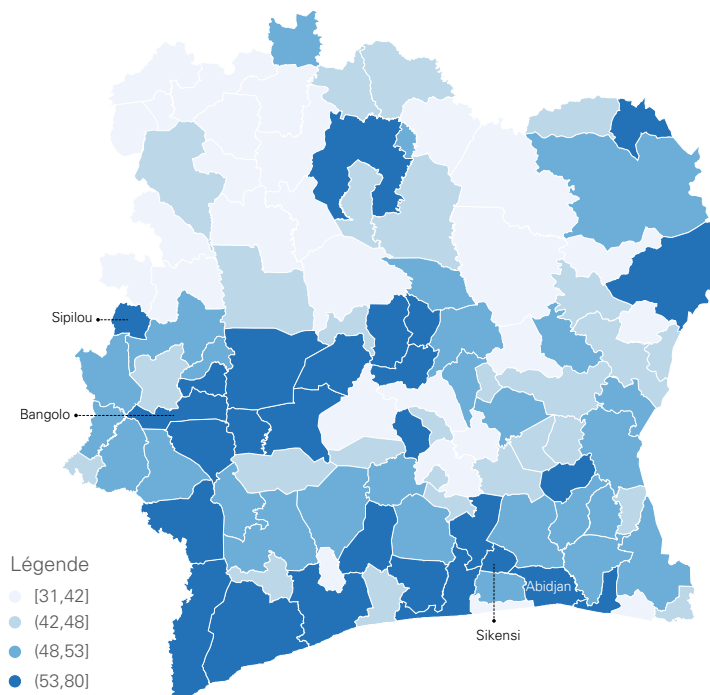 Sipilou
Bangolo
Légende
[31,42]
(42,48]
(48,53]
(53,80]
Abidjan
Sikensi